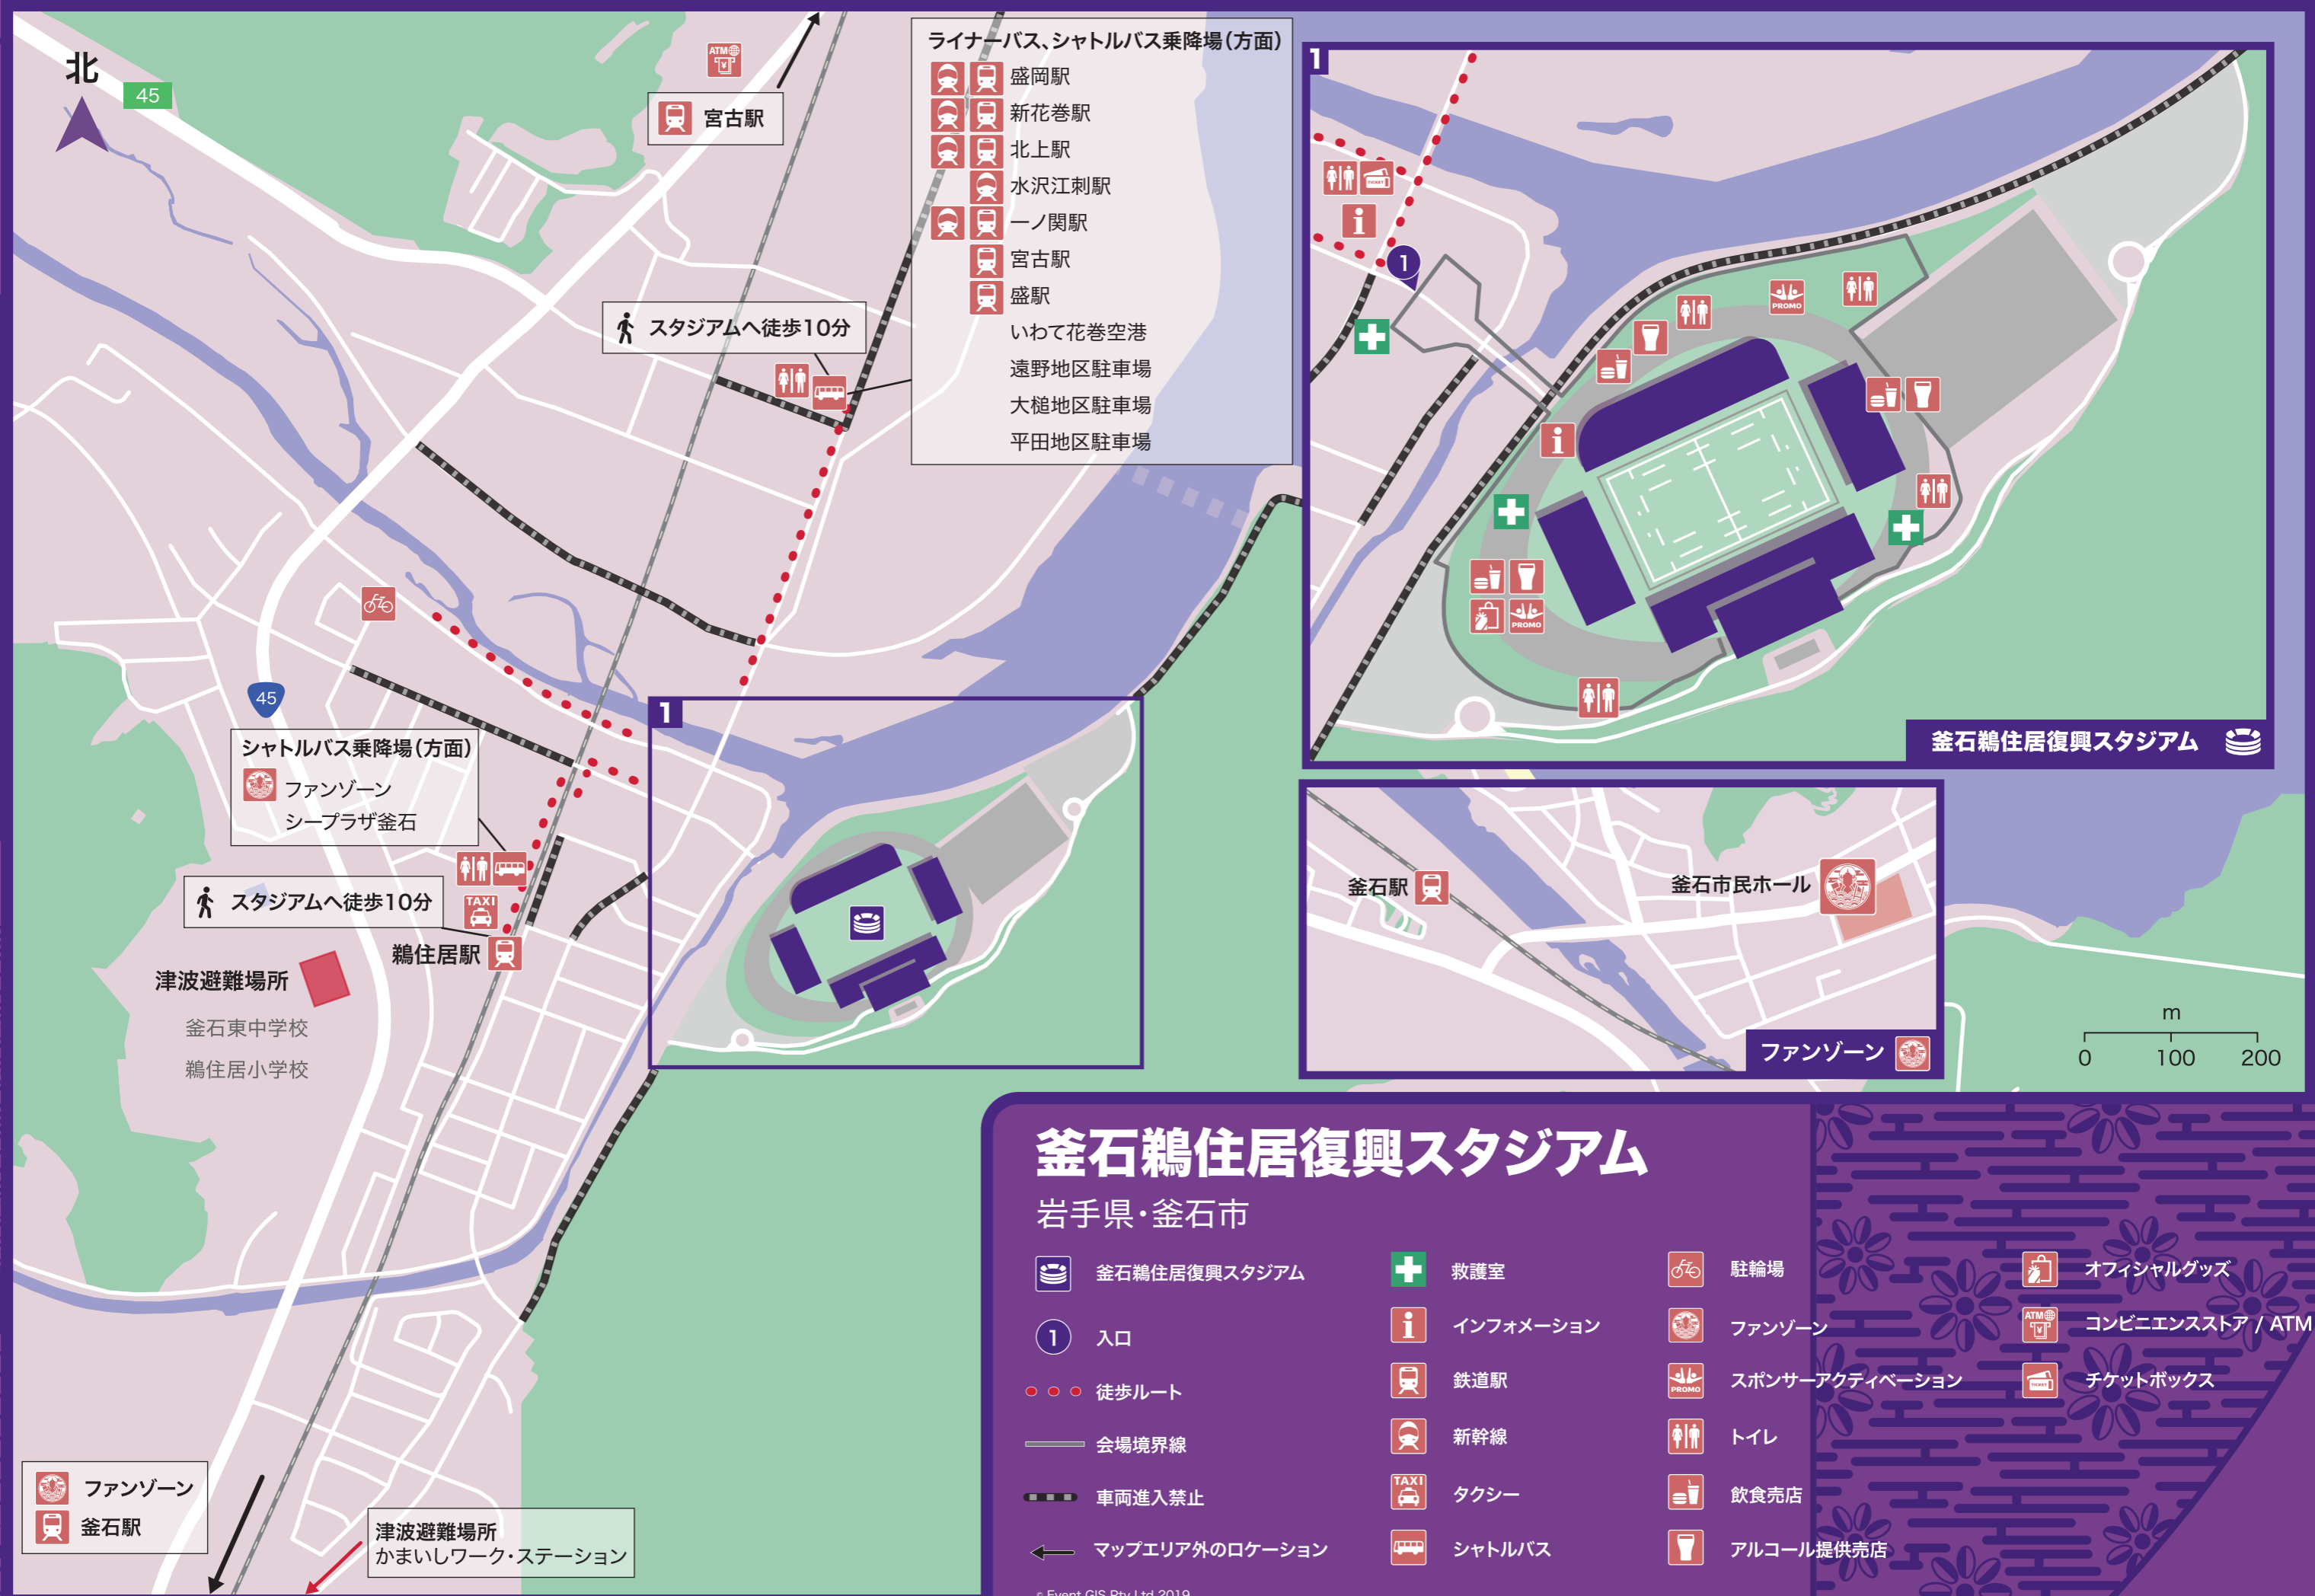 北
45
ATM
宮古駅
ライナーバス、シャトルバス乗降場（方面）
盛岡駅
新花巻駅
北上駅
水沢江刺駅
一ノ関駅
宮古駅
盛駅
いわて花巻空港
遠野地区駐車場
大槌地区駐車場
平田地区駐車場
スタジアムへ徒歩10分
45
シャトルバス乗降場（方面）
ファンゾーン
シープラザ釜石
スタジアムへ徒歩10分
TAXI
鵜住居駅
津波避難場所
釜石東中学校
鵜住居小学校
1
1
TICKET
1
PROMO
PROMO
釜石鵜住居復興スタジアム
釜石駅
釜石市民ホール
ファンゾーン
m
0 100 200
ファンゾーン
釜石駅
津波避難場所
かまいしワーク・ステーション
釜石鵜住居復興スタジアム
岩手県・釜石市
釜石鵜住居復興スタジアム
1 入口
徒歩ルート
会場境界線
車両進入禁止
マップエリア外のロケーション
救護室
インフォメーション
鉄道駅
新幹線
TAXI タクシー
シャトルバス
駐輪場
ファンゾーン
PROMO スポンサーアクティベーション
トイレ
飲食売店
アルコール提供売店
オフィシャルグッズ
ATM コンビニエンスストア / ATM
TICKET チケットボックス
© Event GIS Pty Ltd 2019